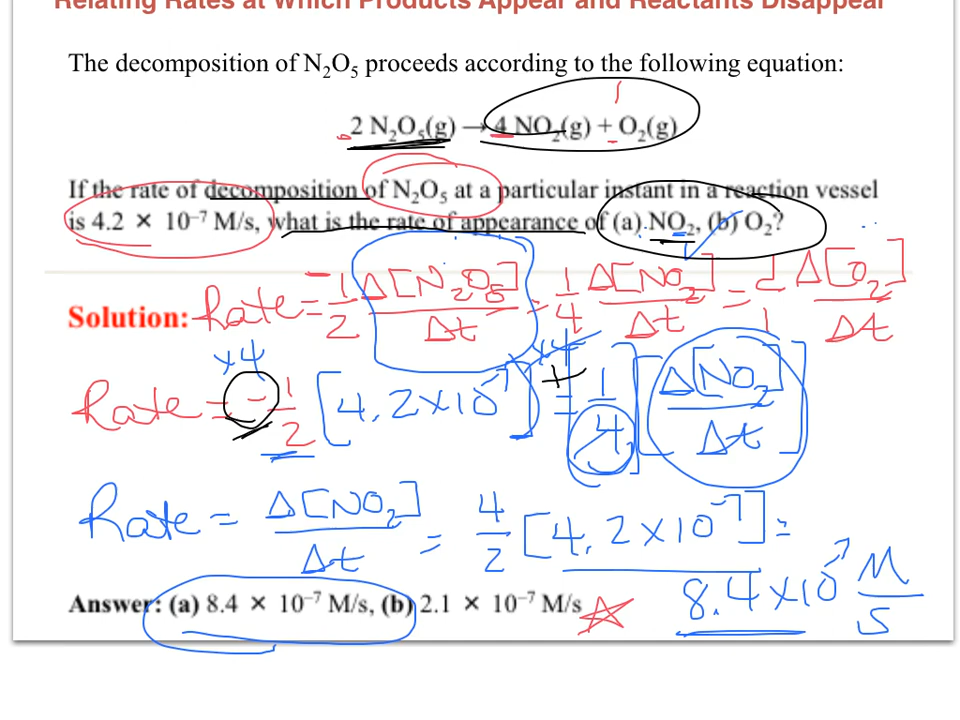 Relating Rates at Which Products Appear and Reactants Disappear
The decomposition of N₂O₅ proceeds according to the following equation:
1
2 N₂O₅(g) → 4 NO₂(g) + O₂(g)
If the rate of decomposition of N₂O₅ at a particular instant in a reaction vessel
is 4.2 × 10⁻⁷ M/s, what is the rate of appearance of (a) NO₂, (b) O₂?
Solution: Rate = -1/2 Δ[N₂O₅]/Δt = 1/4 Δ[NO₂]/Δt = 1/1 Δ[O₂]/Δt
×4 ×4
Rate = -1/2 [4.2×10⁻⁷] = + 1/4 [Δ[NO₂]/Δt]
Rate = Δ[NO₂]/Δt = 4/2 [4.2×10⁻⁷] =
8.4×10⁻⁷ M/S
Answer: (a) 8.4 × 10⁻⁷ M/s, (b) 2.1 × 10⁻⁷ M/s